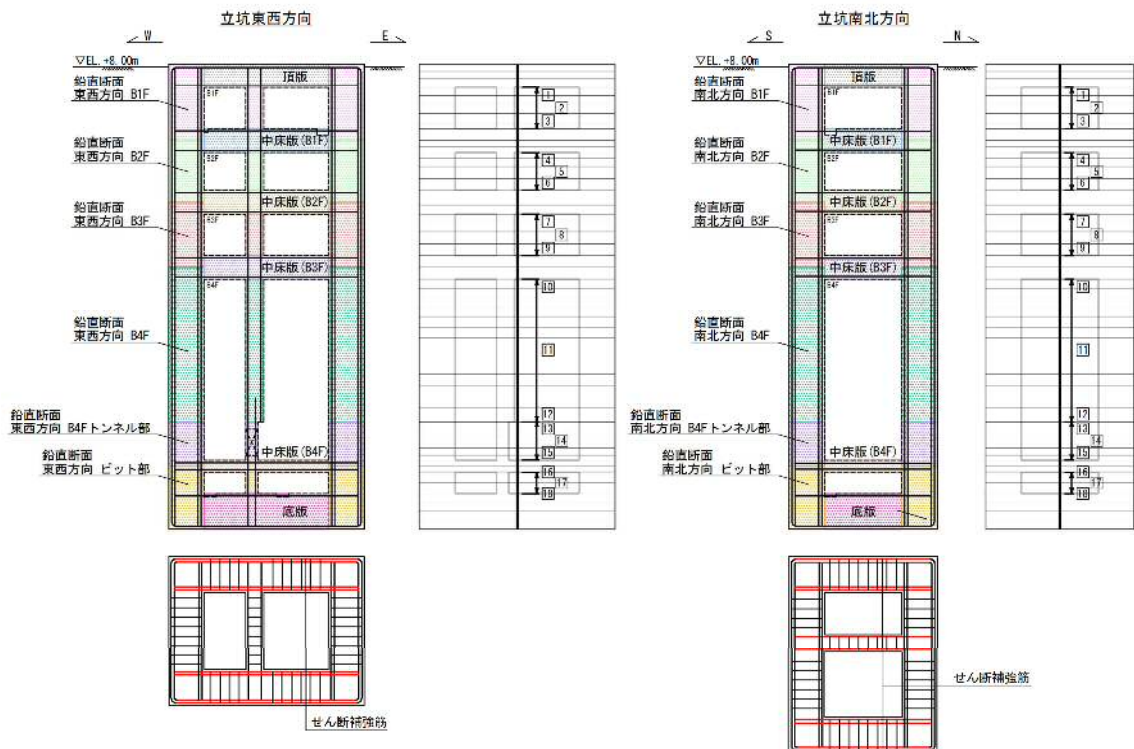 立坑東西方向
W
E
▽EL. +8.00m
頂版
鉛直断面
東西方向 B1F
B1F
中床版(B1F)
鉛直断面
東西方向 B2F
B2F
中床版(B2F)
鉛直断面
東西方向 B3F
B3F
中床版(B3F)
B4F
鉛直断面
東西方向 B4F
鉛直断面
東西方向 B4Fトンネル部
中床版(B4F)
鉛直断面
東西方向 ピット部
底版
1
2
3
4
5
6
7
8
9
10
11
12
13
14
15
16
17
18
せん断補強筋
立坑南北方向
S
N
▽EL. +8.00m
頂版
鉛直断面
南北方向 B1F
B1F
中床版(B1F)
鉛直断面
南北方向 B2F
B2F
中床版(B2F)
鉛直断面
南北方向 B3F
B3F
中床版(B3F)
B4F
鉛直断面
南北方向 B4F
鉛直断面
南北方向 B4Fトンネル部
中床版(B4F)
鉛直断面
南北方向 ピット部
底版
1
2
3
4
5
6
7
8
9
10
11
12
13
14
15
16
17
18
せん断補強筋